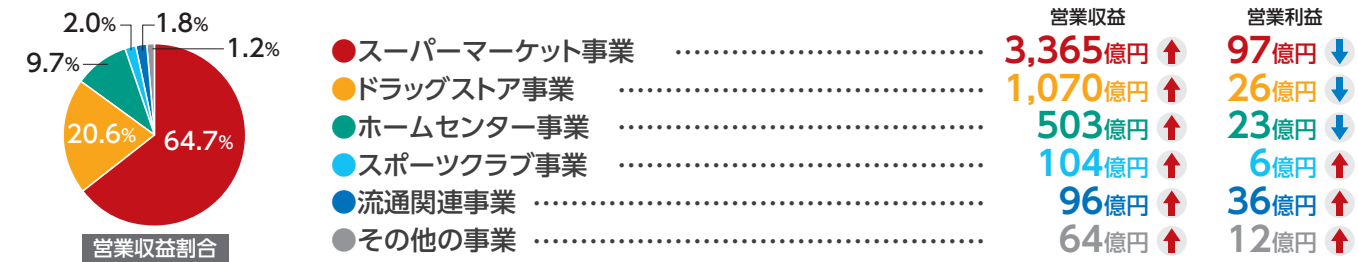 2.0%
1.8%
1.2%
9.7%
20.6%
64.7%
営業収益割合
営業収益 営業利益
●スーパーマーケット事業 ……………………………… 3,365億円 ↑ 97億円 ↓
●ドラッグストア事業 ……………………………………… 1,070億円 ↑ 26億円 ↓
●ホームセンター事業 ……………………………………… 503億円 ↑ 23億円 ↓
●スポーツクラブ事業 ……………………………………… 104億円 ↑ 6億円 ↑
●流通関連事業 ……………………………………………… 96億円 ↑ 36億円 ↑
●その他の事業 ……………………………………………… 64億円 ↑ 12億円 ↑